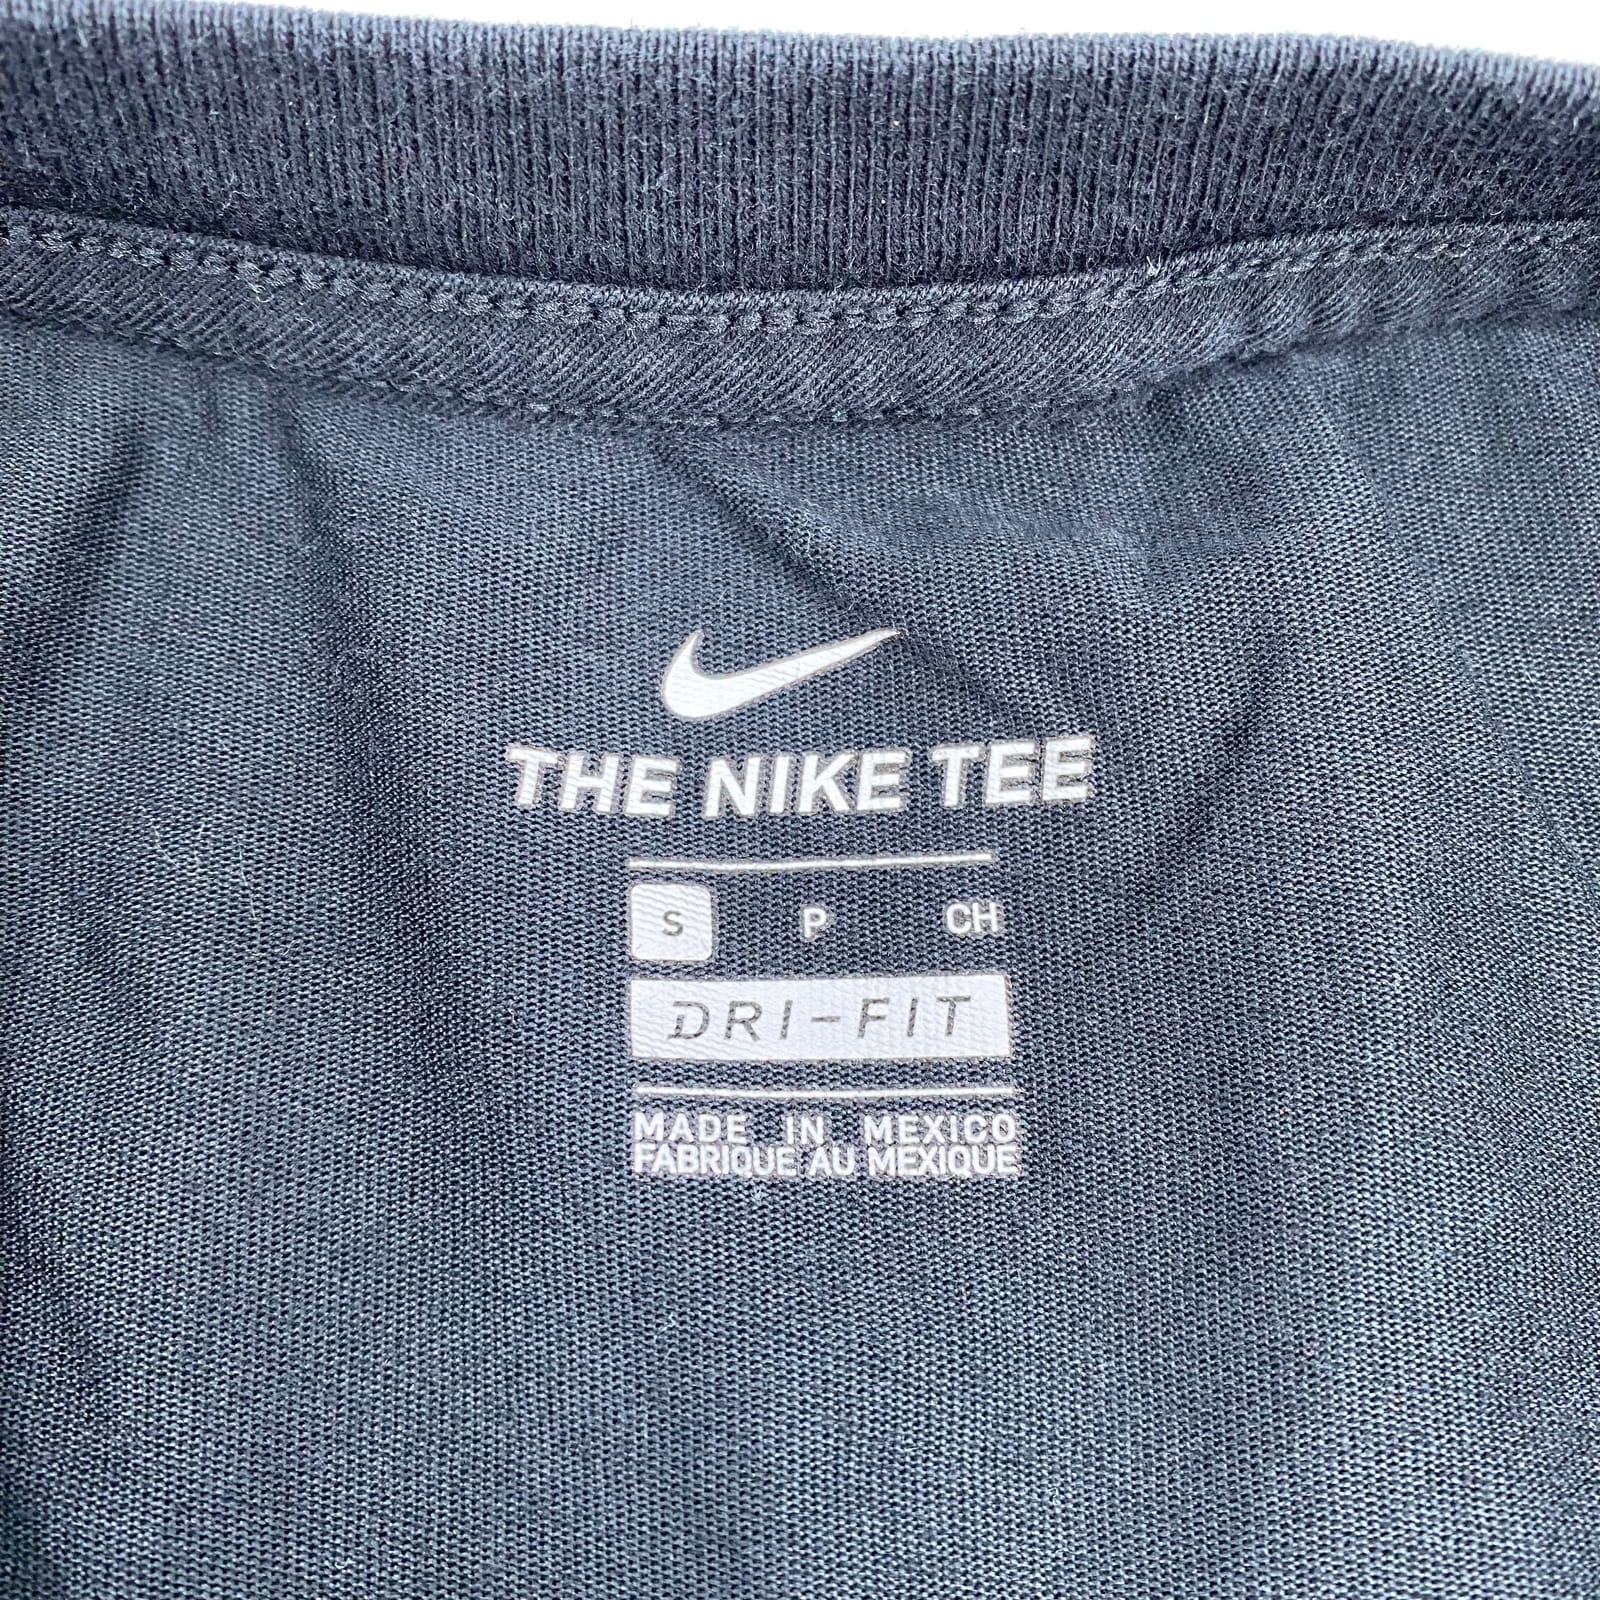 THE NIKE TEE
S P CH
DRI-FIT
MADE IN MEXICO
FABRIQUE AU MEXIQUE